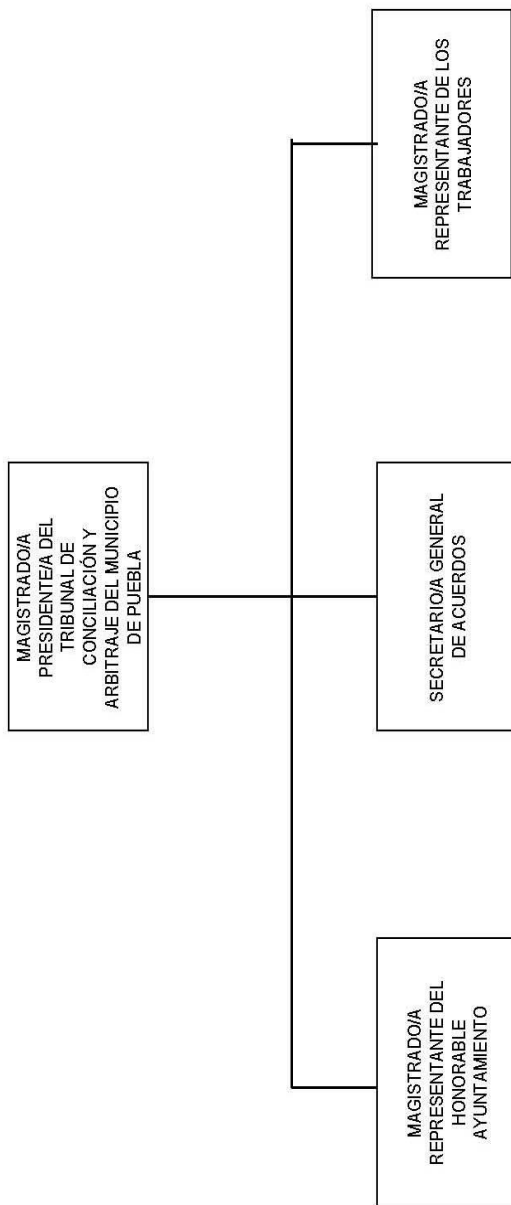 MAGISTRADO/A
PRESIDENTE/A DEL
TRIBUNAL DE
CONCILIACIÓN Y
ARBITRAJE DEL MUNICIPIO
DE PUEBLA
MAGISTRADO/A
REPRESENTANTE DEL
HONORABLE
AYUNTAMIENTO
SECRETARIO/A GENERAL
DE ACUERDOS
MAGISTRADO/A
REPRESENTANTE DE LOS
TRABAJADORES